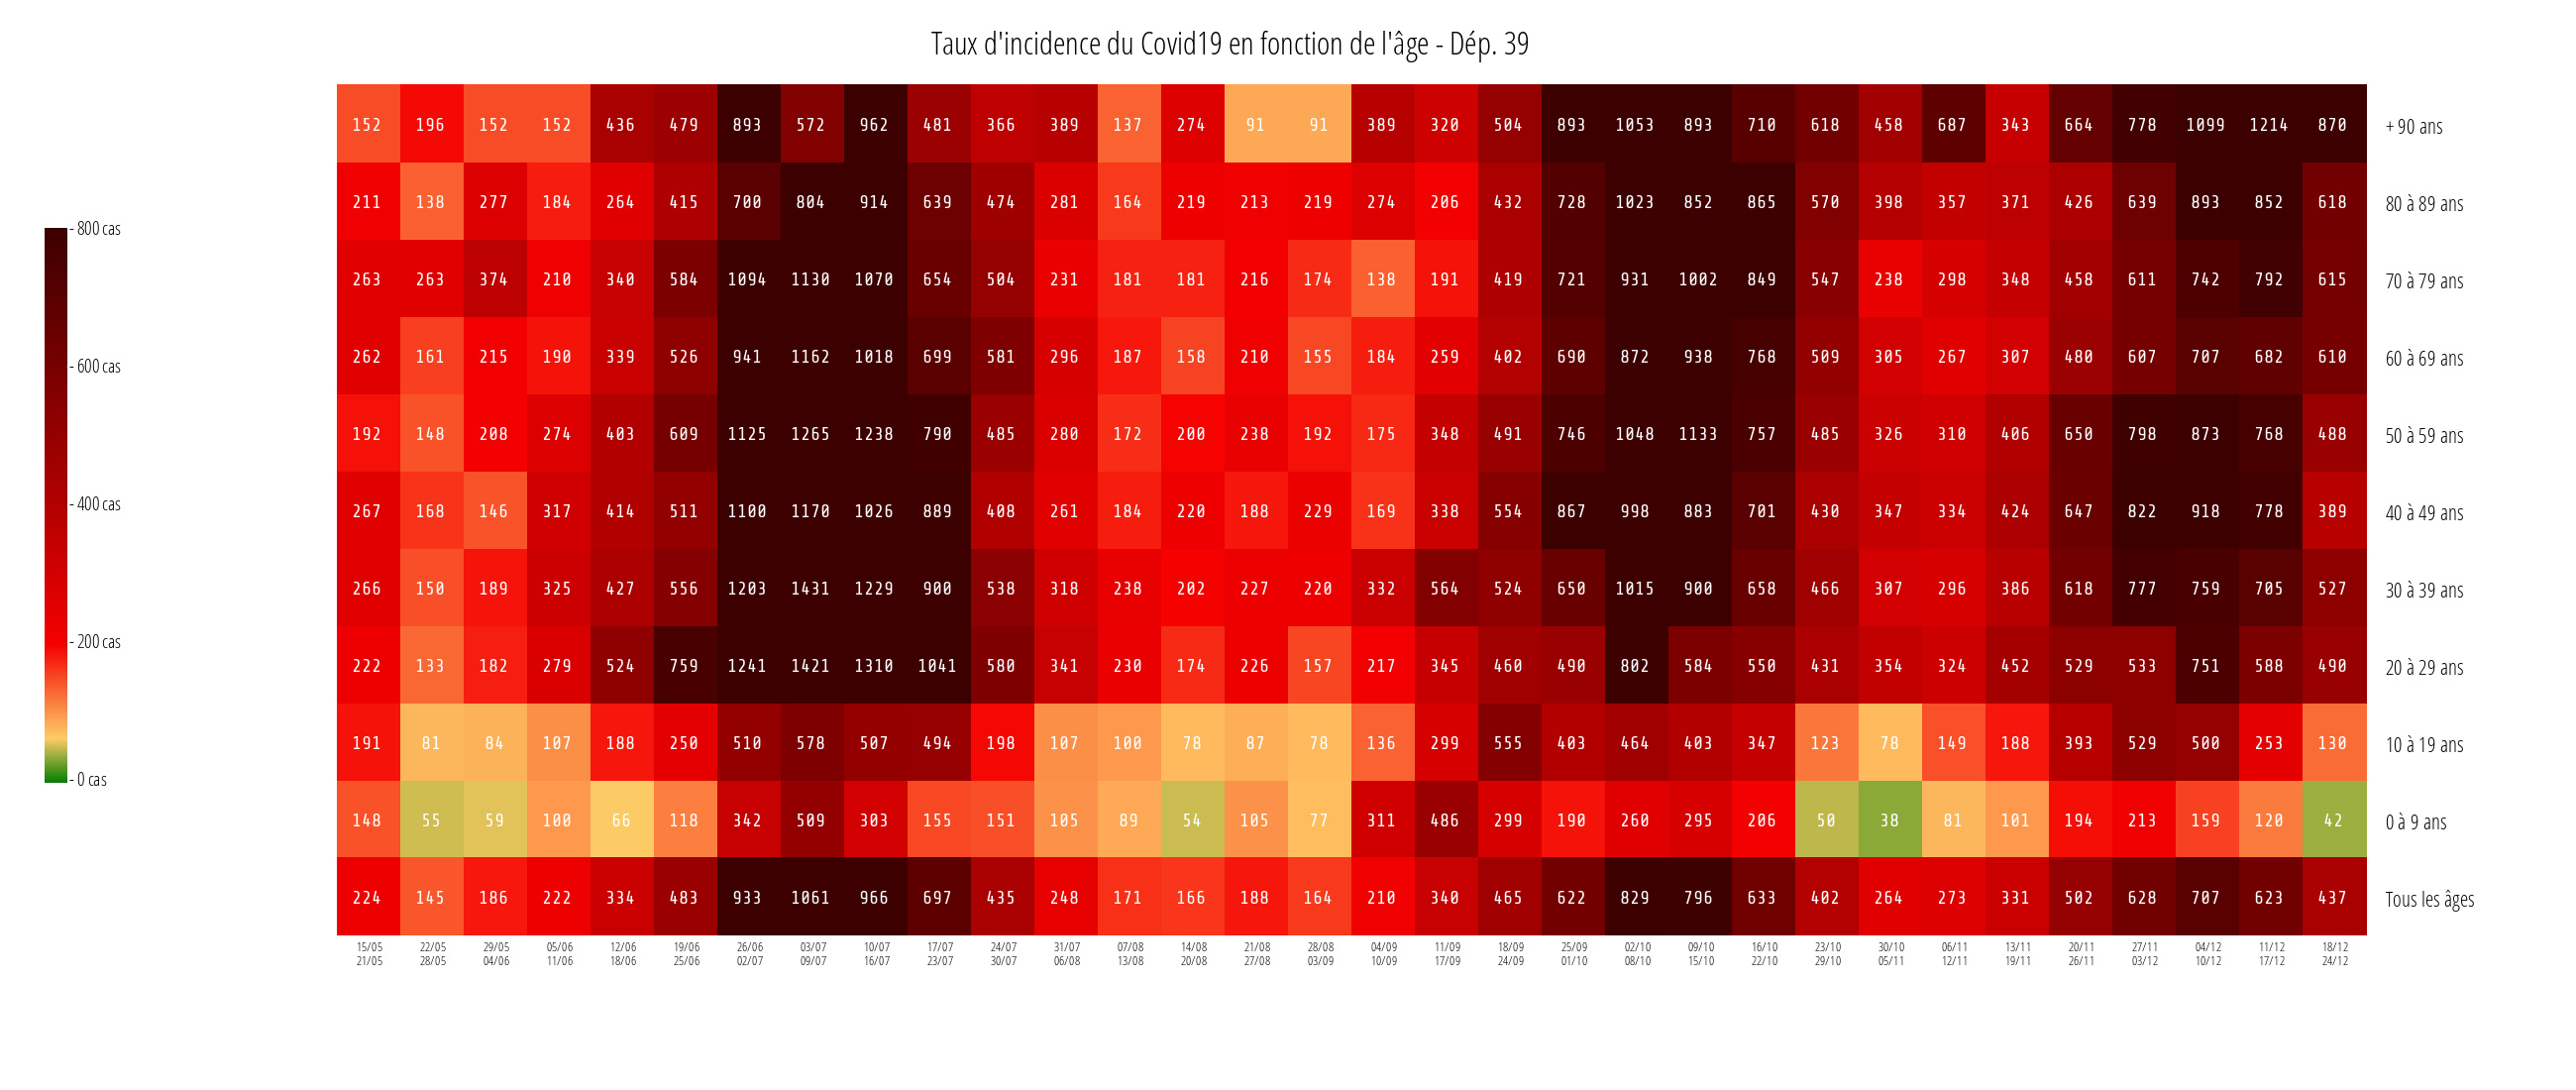 Taux d'incidence du Covid19 en fonction de l'âge - Dép. 39
152 196 152 152 436 479 893 572 962 481 366 389 137 274 91 91 389 320 504 893 1053 893 710 618 458 687 343 664 778 1099 1214 870 + 90 ans
211 138 277 184 264 415 700 804 914 639 474 281 164 219 213 219 274 206 432 728 1023 852 865 570 398 357 371 426 639 893 852 618 80 à 89 ans
- 800 cas
263 263 374 210 340 584 1094 1130 1070 654 504 231 181 181 216 174 138 191 419 721 931 1002 849 547 238 298 348 458 611 742 792 615 70 à 79 ans
262 161 215 190 339 526 941 1162 1018 699 581 296 187 158 210 155 184 259 402 690 872 938 768 509 305 267 307 480 607 707 682 610 60 à 69 ans
- 600 cas
192 148 208 274 403 609 1125 1265 1238 790 485 280 172 200 238 192 175 348 491 746 1048 1133 757 485 326 310 406 650 798 873 768 488 50 à 59 ans
- 400 cas
267 168 146 317 414 511 1100 1170 1026 889 408 261 184 220 188 229 169 338 554 867 998 883 701 430 347 334 424 647 822 918 778 389 40 à 49 ans
266 150 189 325 427 556 1203 1431 1229 900 538 318 238 202 227 220 332 564 524 650 1015 900 658 466 307 296 386 618 777 759 705 527 30 à 39 ans
- 200 cas
222 133 182 279 524 759 1241 1421 1310 1041 580 341 230 174 226 157 217 345 460 490 802 584 550 431 354 324 452 529 533 751 588 490 20 à 29 ans
191 81 84 107 188 250 510 578 507 494 198 107 100 78 87 78 136 299 555 403 464 403 347 123 78 149 188 393 529 500 253 130 10 à 19 ans
- 0 cas
148 55 59 100 66 118 342 509 303 155 151 105 89 54 105 77 311 486 299 190 260 295 206 50 38 81 101 194 213 159 120 42 0 à 9 ans
224 145 186 222 334 483 933 1061 966 697 435 248 171 166 188 164 210 340 465 622 829 796 633 402 264 273 331 502 628 707 623 437 Tous les âges
15/05 22/05 29/05 05/06 12/06 19/06 26/06 03/07 10/07 17/07 24/07 31/07 07/08 14/08 21/08 28/08 04/09 11/09 18/09 25/09 02/10 09/10 16/10 23/10 30/10 06/11 13/11 20/11 27/11 04/12 11/12 18/12
21/05 28/05 04/06 11/06 18/06 25/06 02/07 09/07 16/07 23/07 30/07 06/08 13/08 20/08 27/08 03/09 10/09 17/09 24/09 01/10 08/10 15/10 22/10 29/10 05/11 12/11 19/11 26/11 03/12 10/12 17/12 24/12